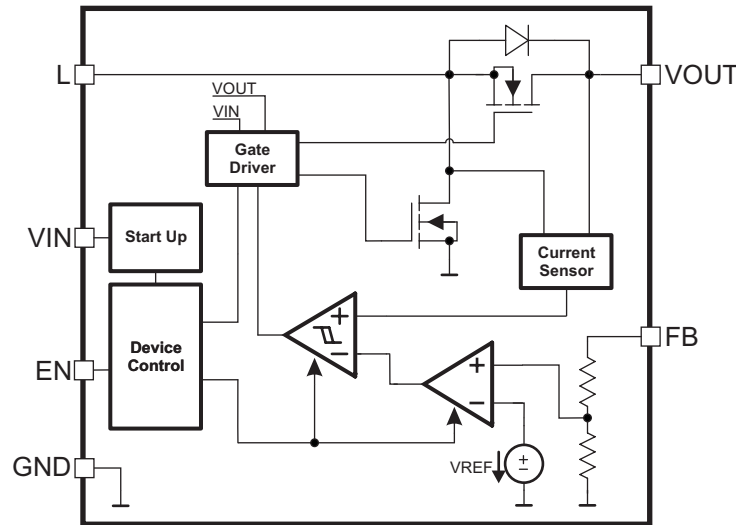 L
VOUT
VOUT
VIN
Gate
Driver
VIN
Start Up
Current
Sensor
FB
EN
Device
Control
+
−
+
−
GND
VREF
+
−